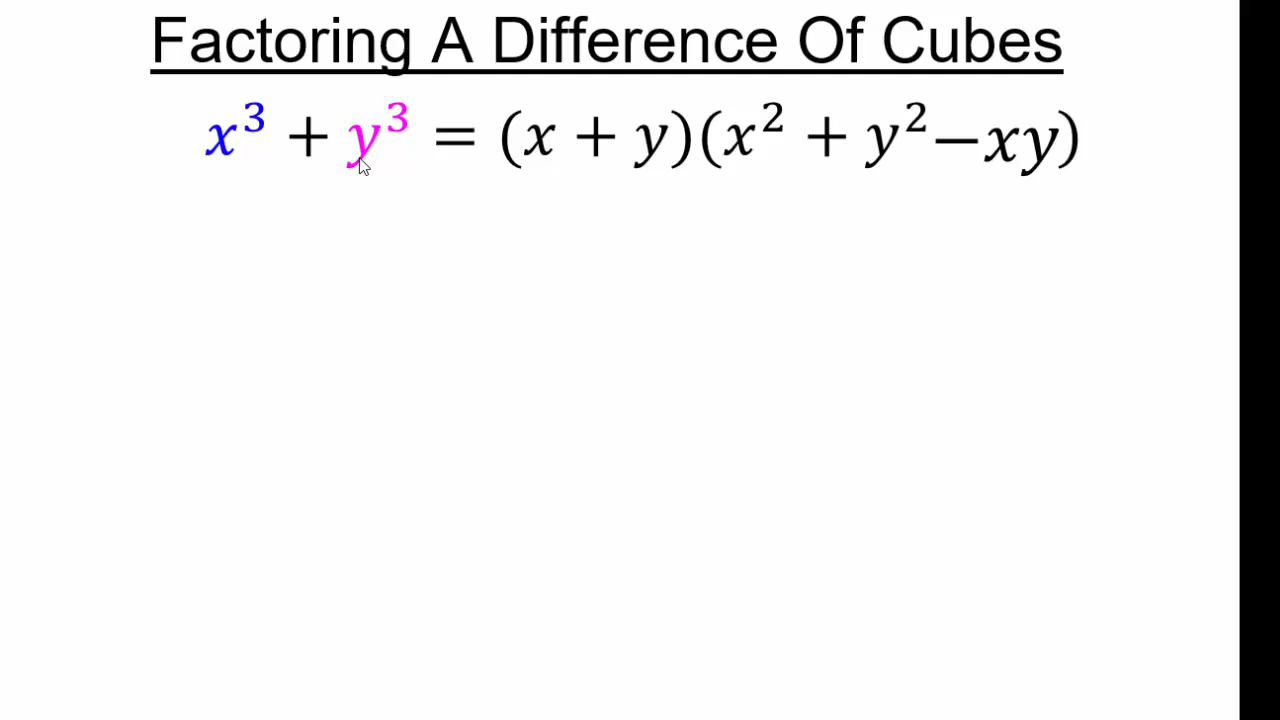 Factoring A Difference Of Cubes
x³ + y³ = (x + y)(x² + y² − xy)